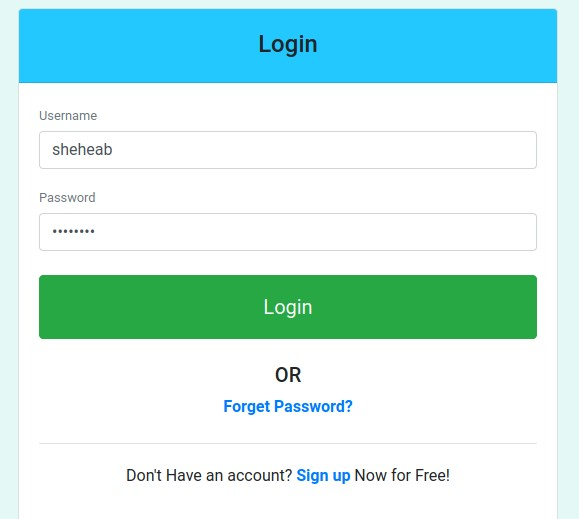 Login
Username
sheheab
Password
••••••••
Login
OR
Forget Password?
Don't Have an account? Sign up Now for Free!